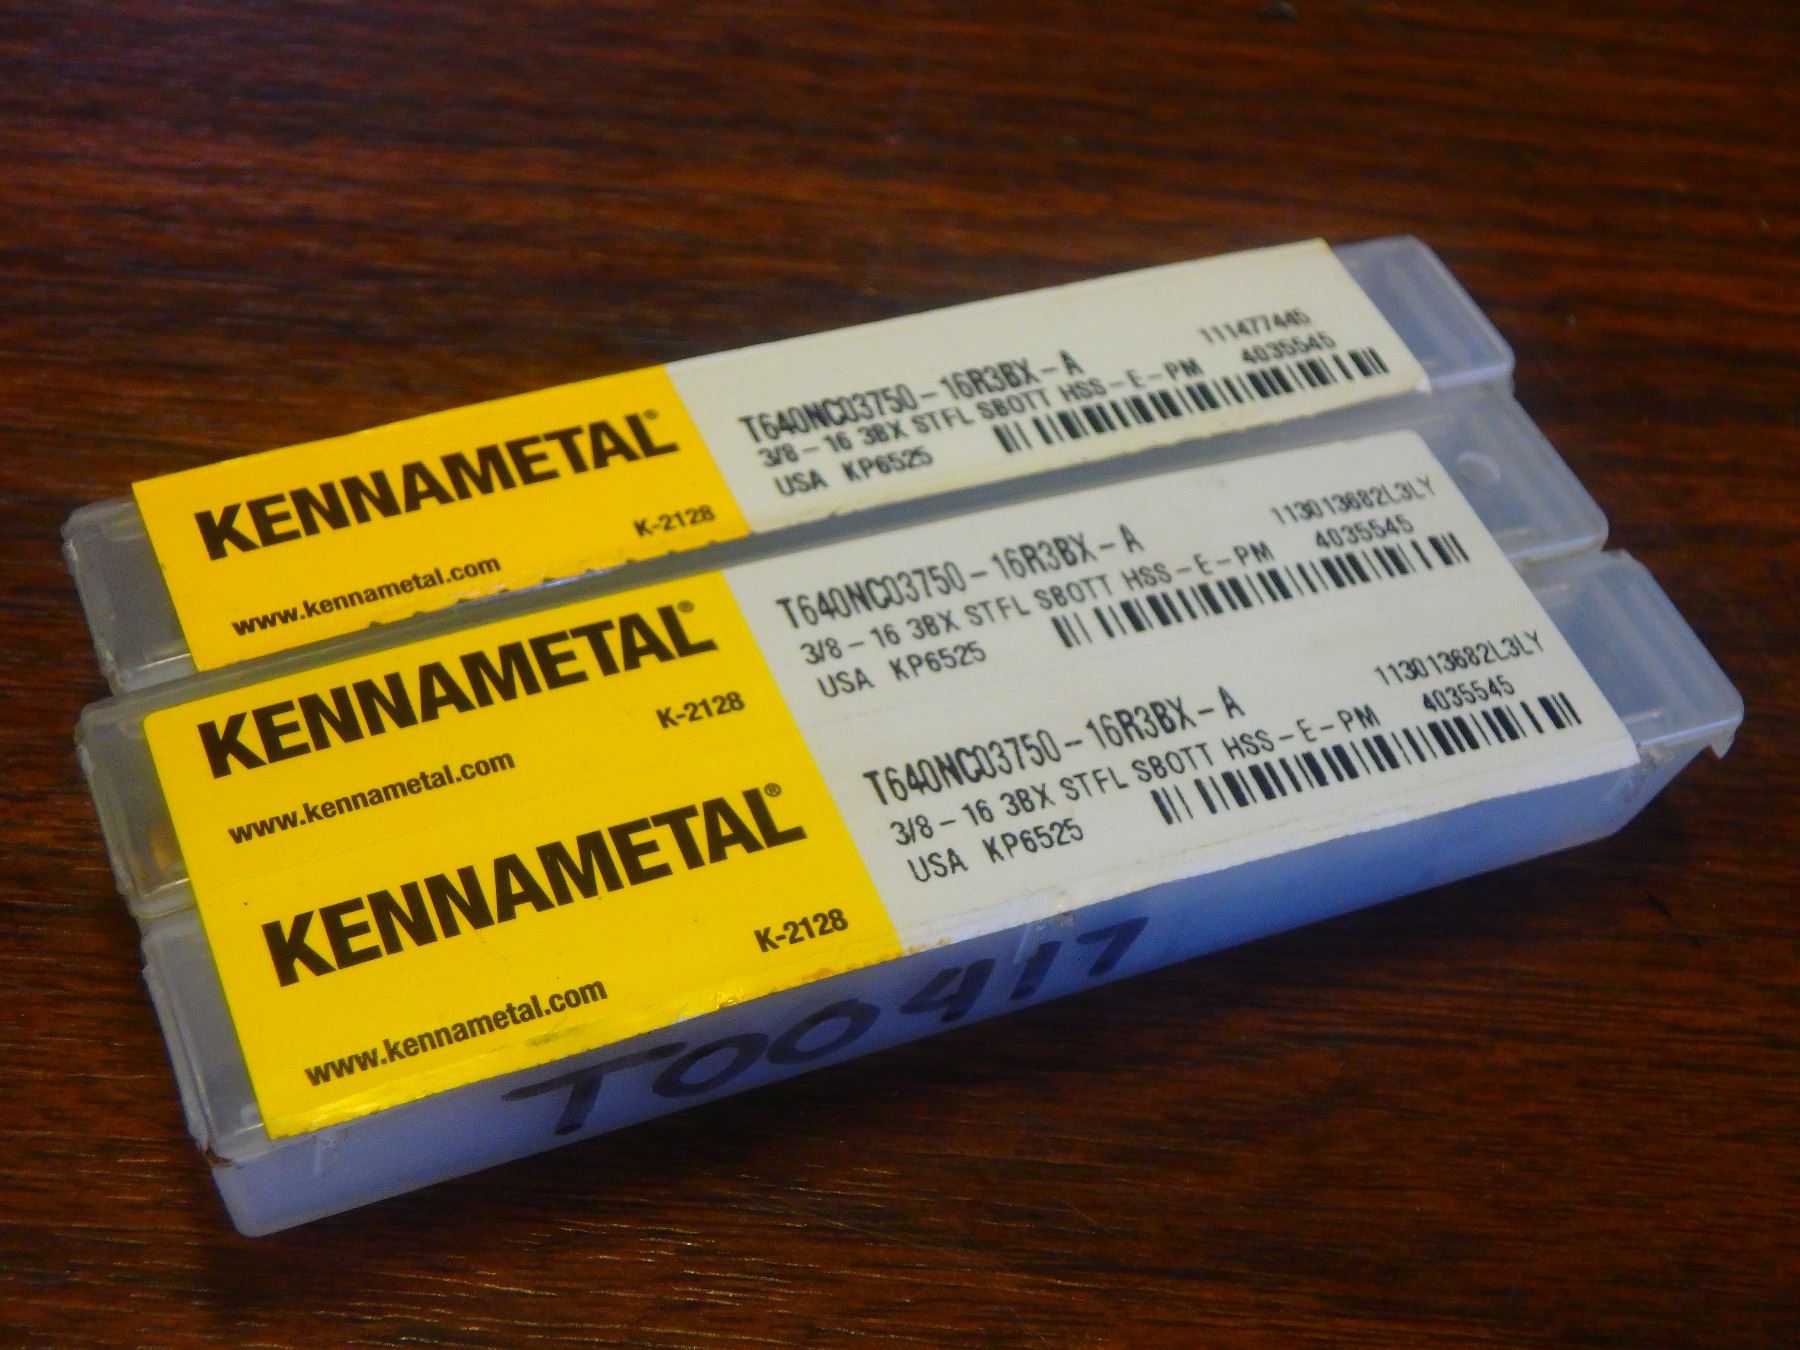 KENNAMETAL®
K-2128
www.kennametal.com
111477445
T640NC03750-16R3BX-A 4035545
3/8-16 3BX STFL SBOTT HSS-E-PM
USA KP6525
KENNAMETAL®
K-2128
www.kennametal.com
113013682L3LY
T640NC03750-16R3BX-A 4035545
3/8-16 3BX STFL SBOTT HSS-E-PM
USA KP6525
KENNAMETAL®
K-2128
www.kennametal.com
113013682L3LY
T640NC03750-16R3BX-A 4035545
3/8-16 3BX STFL SBOTT HSS-E-PM
USA KP6525
T00417